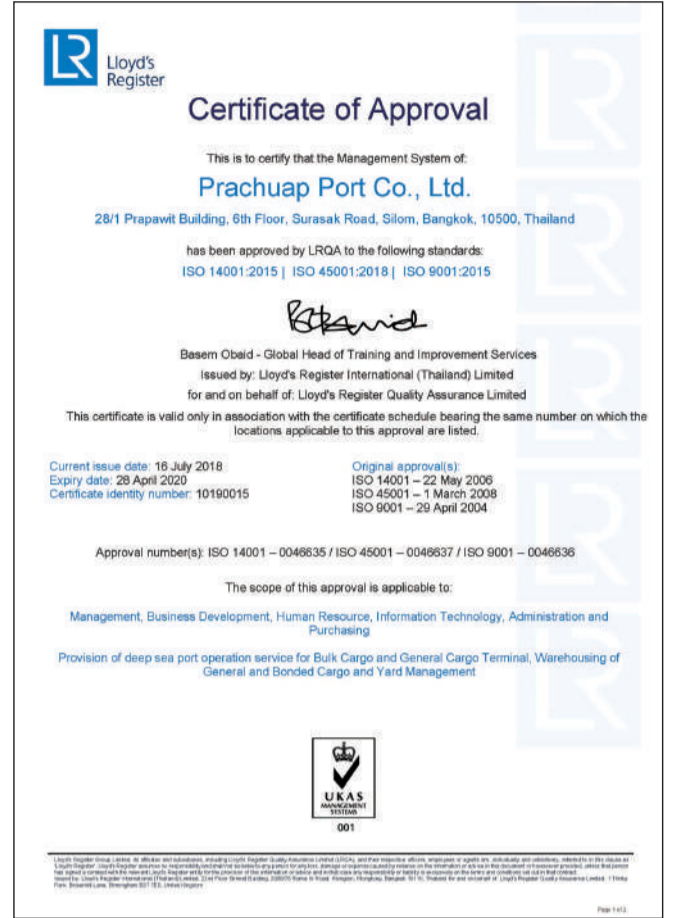 LR
Lloyd's
Register
Certificate of Approval
This is to certify that the Management System of:
Prachuap Port Co., Ltd.
28/1 Prapawit Building, 6th Floor, Surasak Road, Silom, Bangkok, 10500, Thailand
has been approved by LRQA to the following standards:
ISO 14001:2015 | ISO 45001:2018 | ISO 9001:2015
Basem Obaid - Global Head of Training and Improvement Services
Issued by: Lloyd's Register International (Thailand) Limited
for and on behalf of: Lloyd's Register Quality Assurance Limited
This certificate is valid only in association with the certificate schedule bearing the same number on which the
locations applicable to this approval are listed.
Current issue date: 16 July 2018
Expiry date: 28 April 2020
Certificate identity number: 10190015
Original approval(s):
ISO 14001 – 22 May 2006
ISO 45001 – 1 March 2008
ISO 9001 – 29 April 2004
Approval number(s): ISO 14001 – 0046635 / ISO 45001 – 0046637 / ISO 9001 – 0046636
The scope of this approval is applicable to:
Management, Business Development, Human Resource, Information Technology, Administration and
Purchasing
Provision of deep sea port operation service for Bulk Cargo and General Cargo Terminal, Warehousing of
General and Bonded Cargo and Yard Management
UKAS
MANAGEMENT
SYSTEMS
001
Page 1 of 2